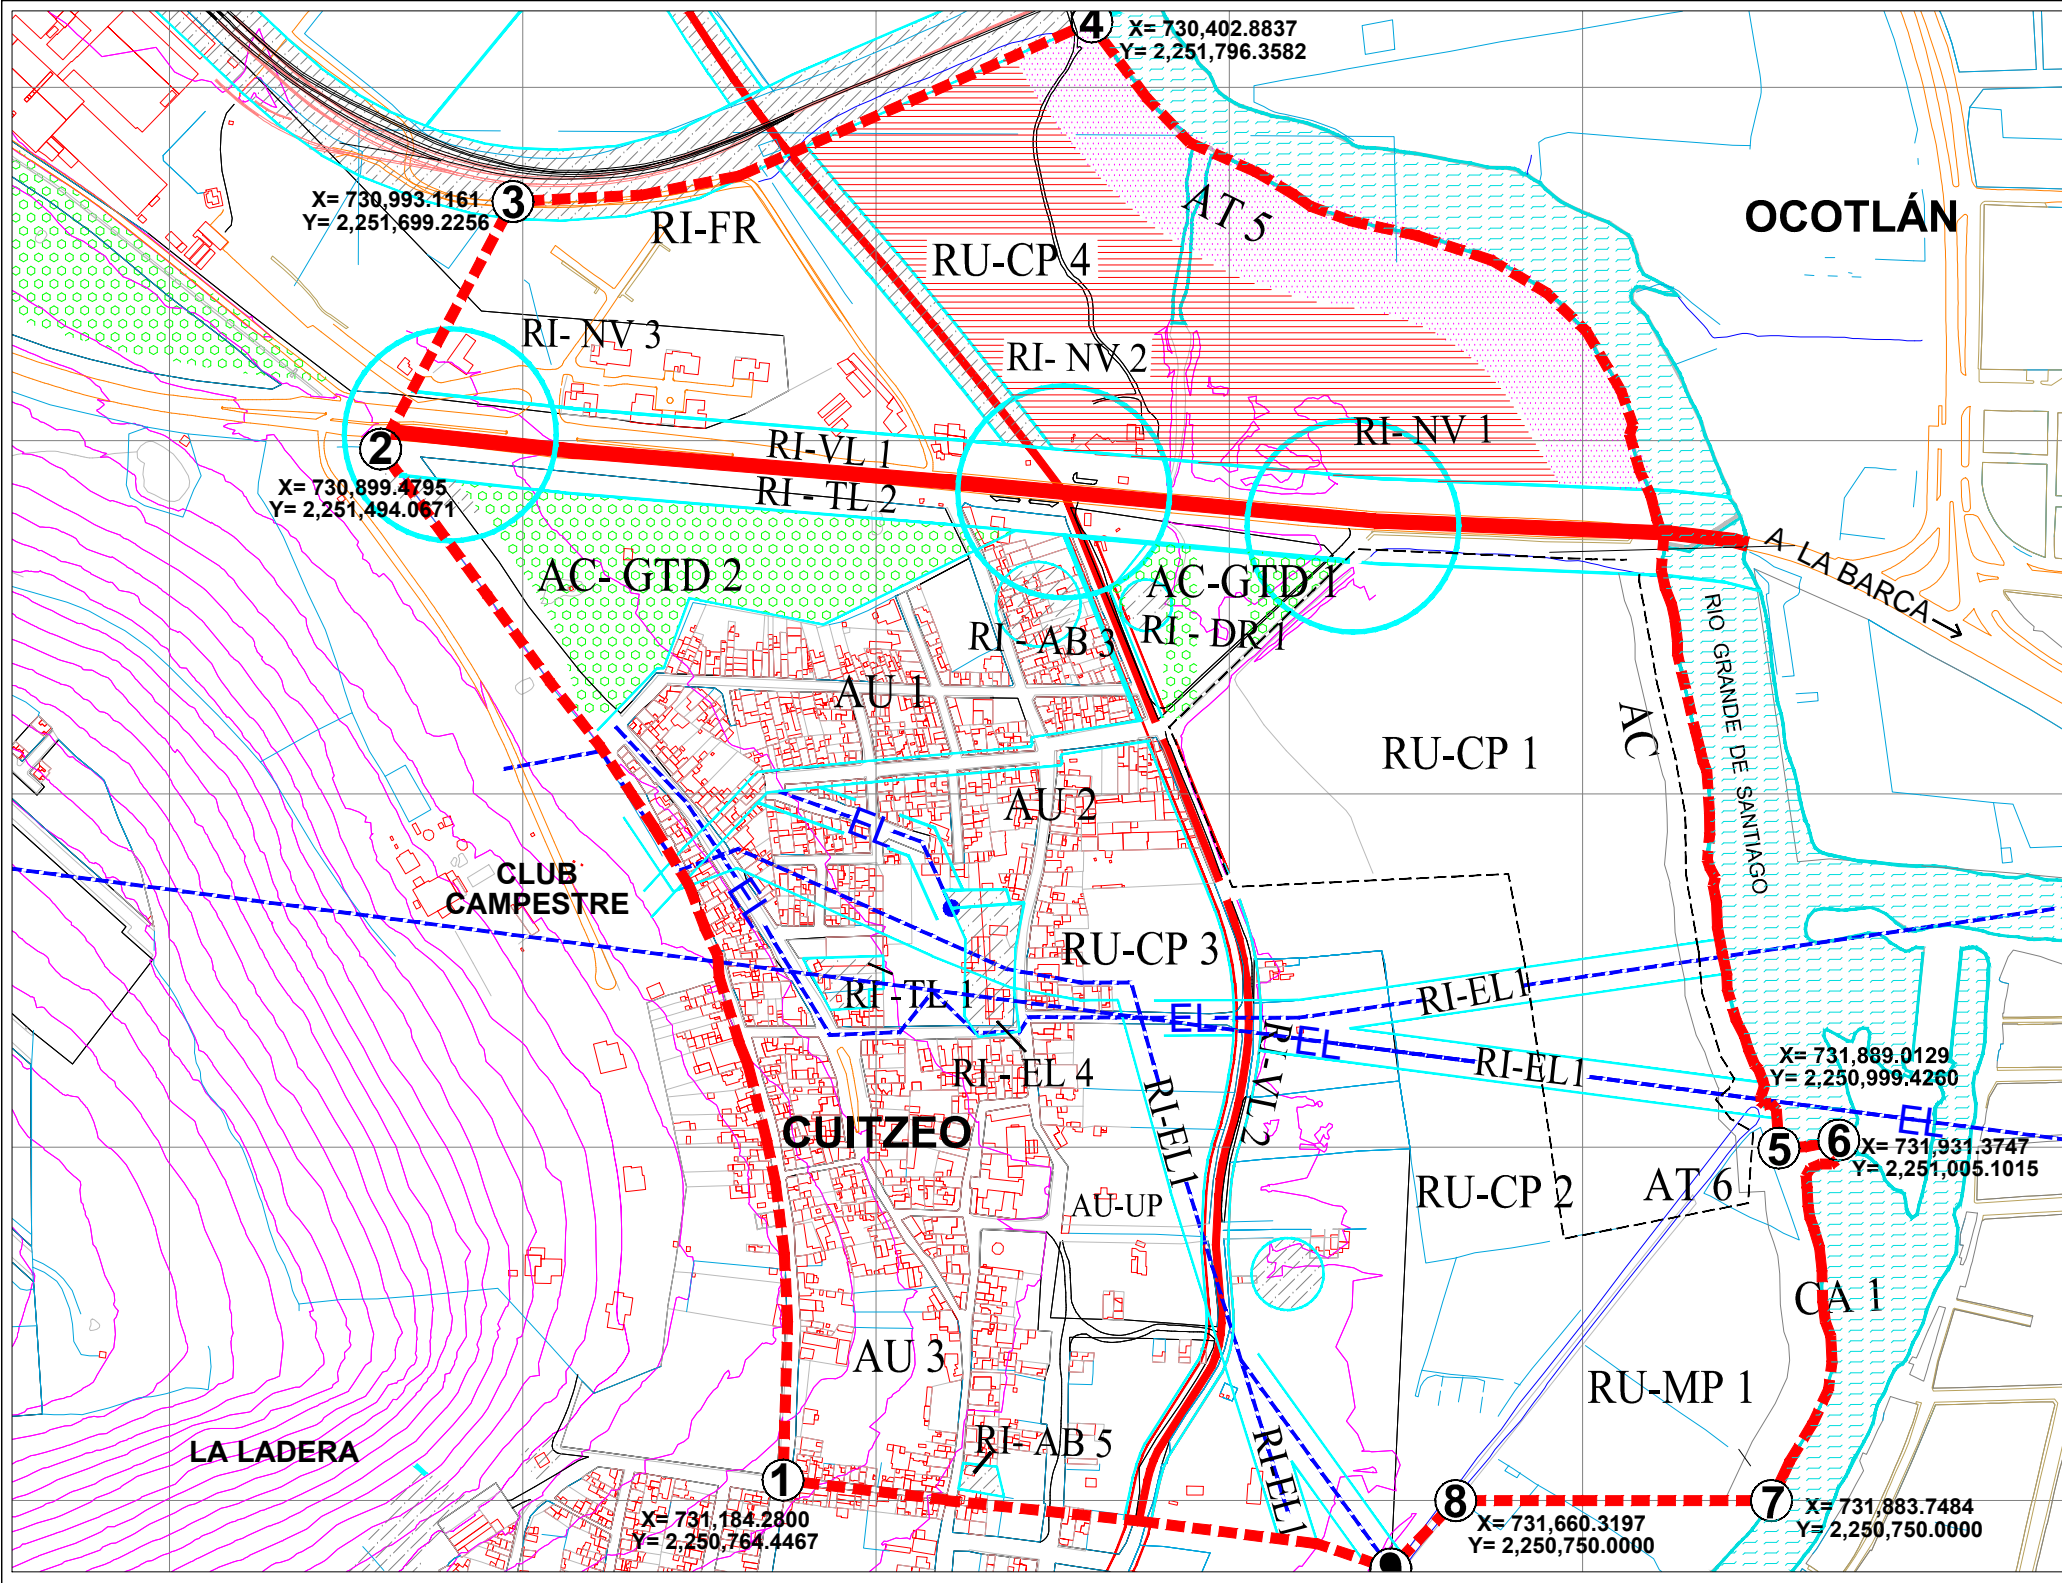 4
X= 730,402.8837
Y= 2,251,796.3582
X= 730,993.1161
Y= 2,251,699.2256
3
RI-FR
AT 5
OCOTLÁN
RU-CP 4
RI- NV 3
RI- NV 2
RI- NV 1
2
RI-VL 1
RI - TL 2
X= 730,899.4795
Y= 2,251,494.0671
A LA BARCA
AC- GTD 2
AC-GTD 1
RI - AB 3
RI - DR 1
RIO GRANDE DE SANTIAGO
AU 1
AC
RU-CP 1
AU 2
EL
CLUB
CAMPESTRE
EL
RU-CP 3
RI -TL 1
RI-EL1
EL
EL
RI-VL 2
RI - EL 4
RI-EL1
X= 731,889.0129
Y= 2,250,999.4260
RI-EL1
EL
CUITZEO
5
6
X= 731,931.3747
Y= 2,251,005.1015
AU-UP
RU-CP 2
AT 6
CA 1
AU 3
RU-MP 1
LA LADERA
RI- AB 5
RI-EL1
1
8
7
X= 731,184.2800
Y= 2,250,764.4467
X= 731,660.3197
Y= 2,250,750.0000
X= 731,883.7484
Y= 2,250,750.0000